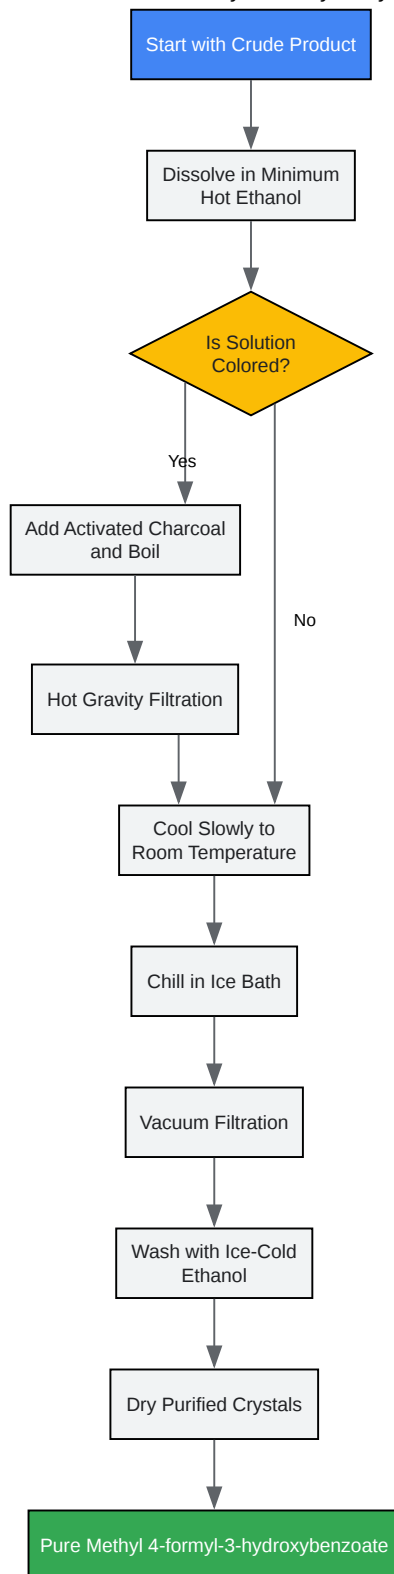 Start with Crude Product
Dissolve in Minimum
Hot Ethanol
Is Solution
Colored?
Yes
Add Activated Charcoal
and Boil
No
Hot Gravity Filtration
Cool Slowly to
Room Temperature
Chill in Ice Bath
Vacuum Filtration
Wash with Ice-Cold
Ethanol
Dry Purified Crystals
Pure Methyl 4-formyl-3-hydroxybenzoate